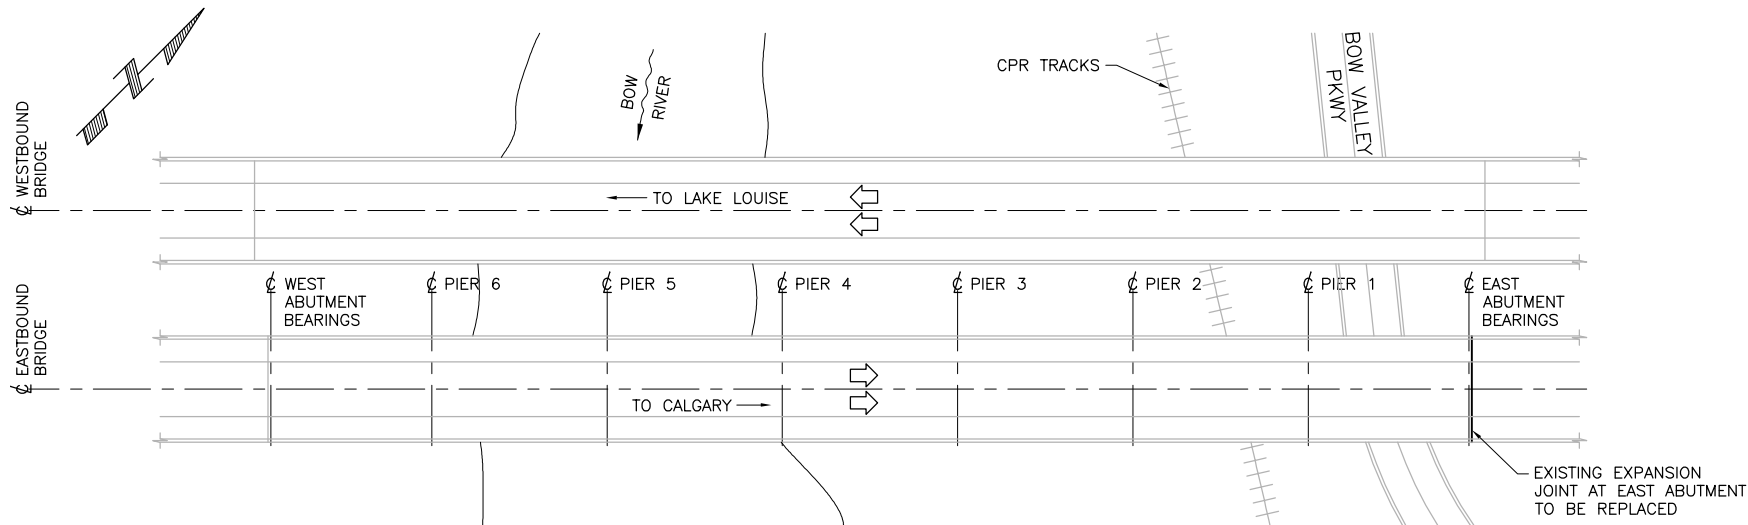 CPR TRACKS
BOW VALLEY
PKWY
BOW
RIVER
℄ WESTBOUND
BRIDGE
TO LAKE LOUISE
℄ WEST
ABUTMENT
BEARINGS
℄ PIER 6
℄ PIER 5
℄ PIER 4
℄ PIER 3
℄ PIER 2
℄ PIER 1
℄ EAST
ABUTMENT
BEARINGS
℄ EASTBOUND
BRIDGE
TO CALGARY
EXISTING EXPANSION
JOINT AT EAST ABUTMENT
TO BE REPLACED